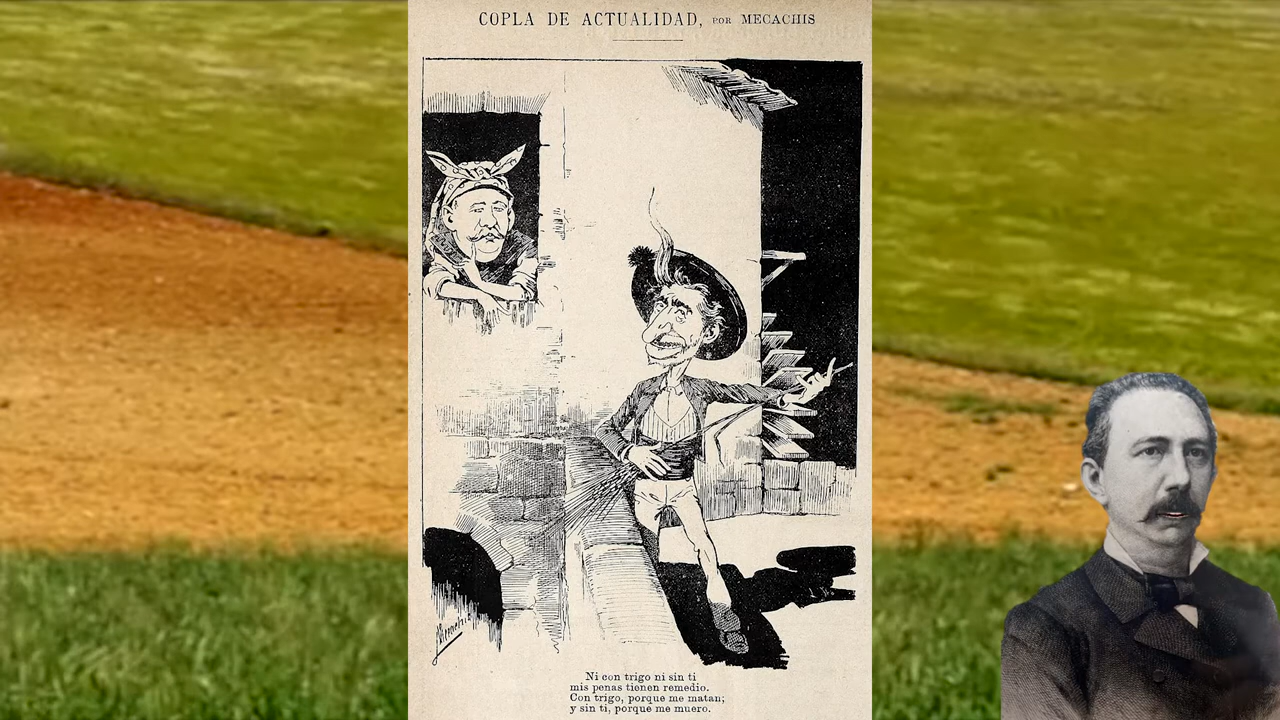 COPLA DE ACTUALIDAD, POR MECACHIS
Ni con trigo ni sin ti
mis penas tienen remedio.
Con trigo, porque me matan;
y sin ti, porque me muero.
Mecachis